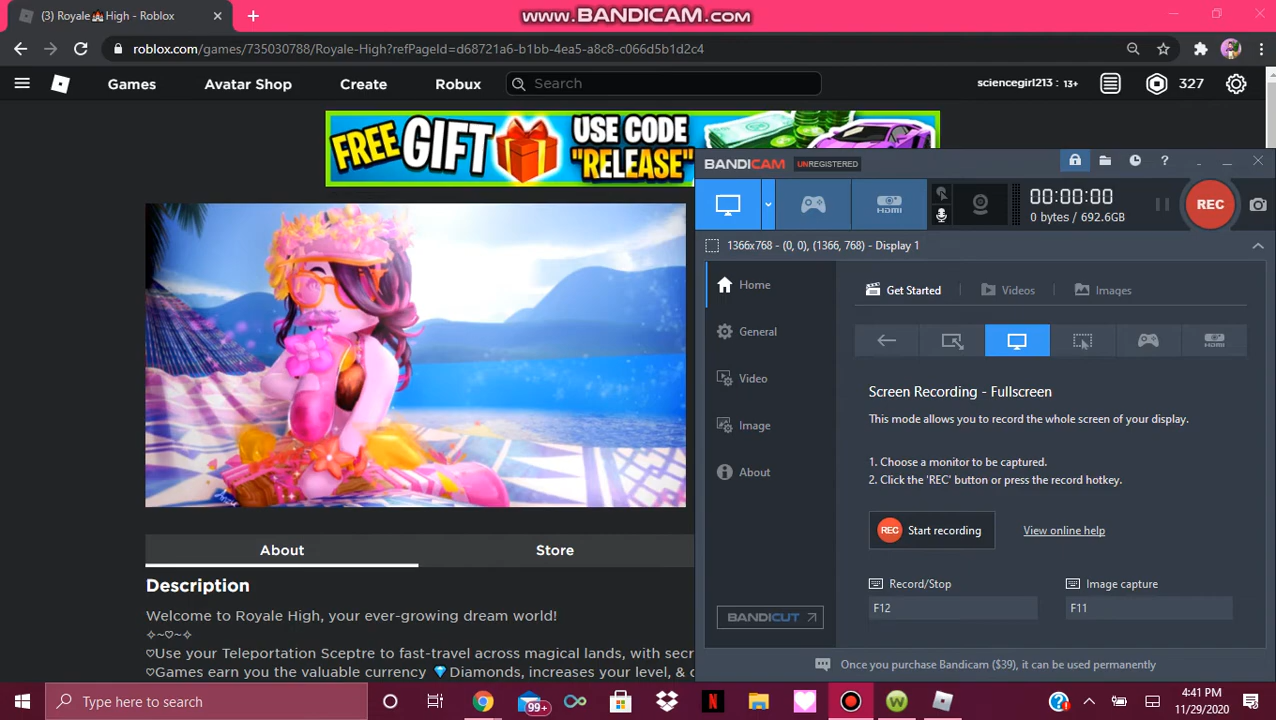 (3) Royale🏰High - Roblox
www.BANDICAM.com
roblox.com/games/735030788/Royale-High?refPageId=d68721a6-b1bb-4ea5-a8c8-c066d5b1d2c4
Games
Avatar Shop
Create
Robux
Search
sciencegirl213 : 13+
327
FREE GIFT
USE CODE
"RELEASE"
BANDICAM
UNREGISTERED
HDMI
00:00:00
0 bytes / 692.6GB
REC
1366x768 - (0, 0), (1366, 768) - Display 1
Home
General
Video
Image
About
Get Started
Videos
Images
HDMI
Screen Recording - Fullscreen
This mode allows you to record the whole screen of your display.
1. Choose a monitor to be captured.
2. Click the 'REC' button or press the record hotkey.
REC Start recording
View online help
Record/Stop
F12
Image capture
F11
BANDICUT
Once you purchase Bandicam ($39), it can be used permanently
About
Store
Description
Welcome to Royale High, your ever-growing dream world!
✧~♡~✧
♡Use your Teleportation Sceptre to fast-travel across magical lands, with secr
♡Games earn you the valuable currency 💎Diamonds, increases your level, & c
Type here to search
99+
4:41 PM
11/29/2020